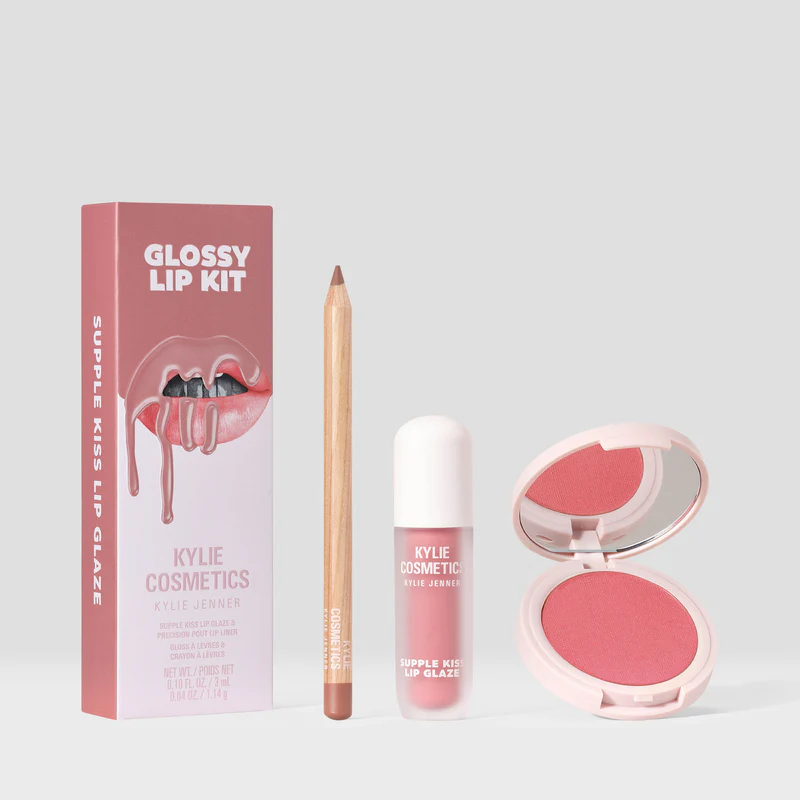 GLOSSY
LIP KIT
SUPPLE KISS LIP GLAZE
KYLIE
COSMETICS
KYLIE JENNER
SUPPLE KISS LIP GLAZE &
PRECISION POUT LIP LINER
GLOSS À LÈVRES &
CRAYON À LÈVRES
NET WT. / POIDS NET
0.10 FL. OZ. / 3 mL
0.04 OZ. / 1.14 g
KYLIE
COSMETICS
KYLIE JENNER
KYLIE
COSMETICS
KYLIE JENNER
SUPPLE KISS
LIP GLAZE